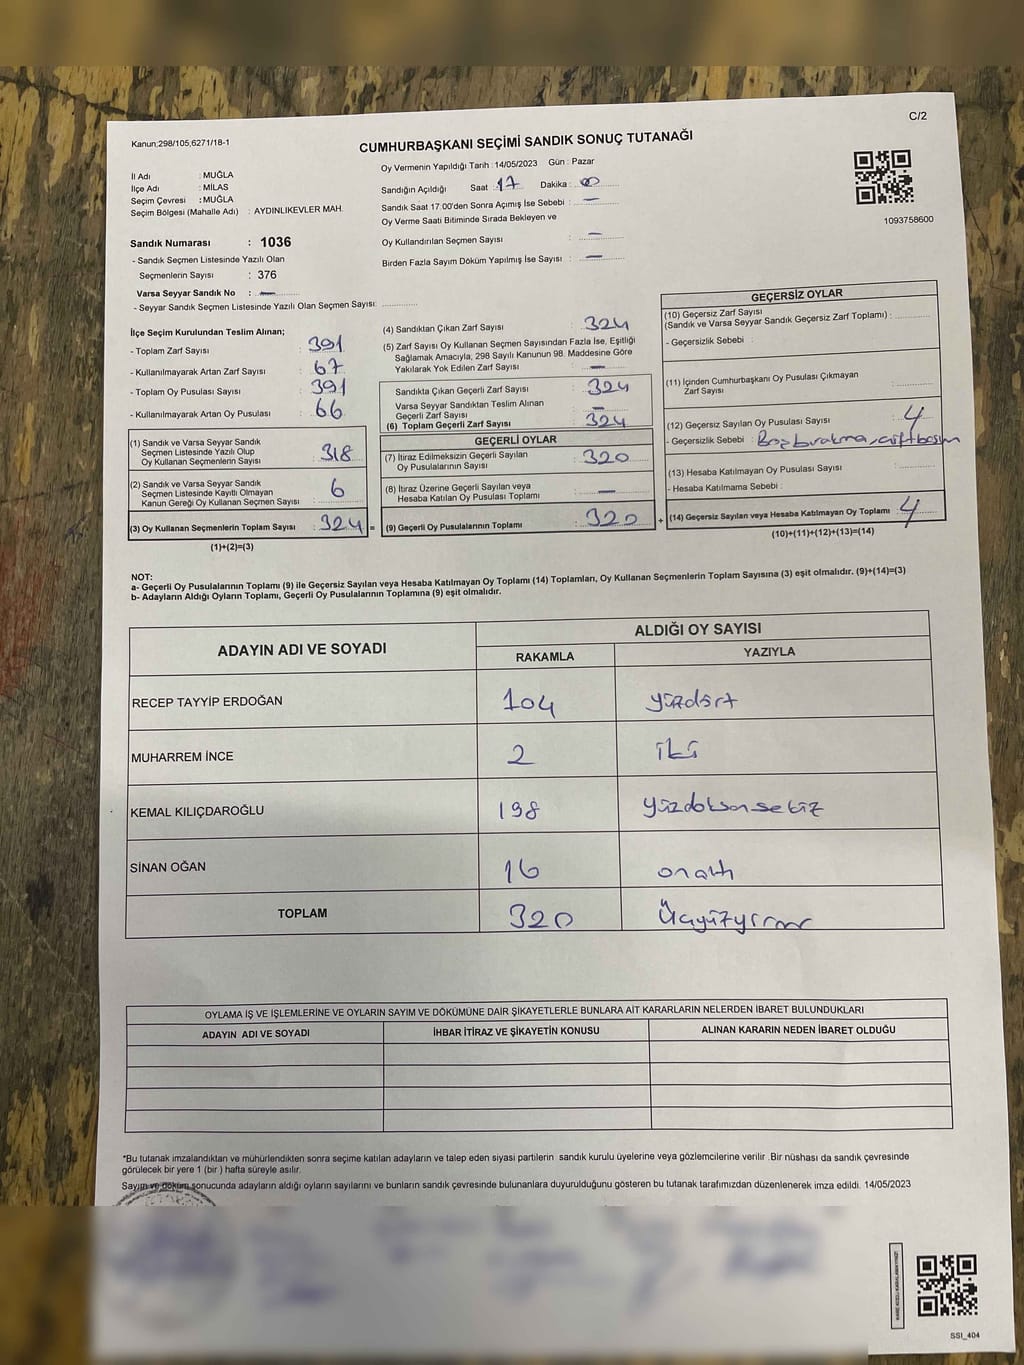 C/2
Kanun:298/105,6271/18-1
CUMHURBAŞKANI SEÇİMİ SANDIK SONUÇ TUTANAĞI
İl Adı : MUĞLA
İlçe Adı : MİLAS
Seçim Çevresi : MUĞLA
Seçim Bölgesi (Mahalle Adı) : AYDINLIKEVLER MAH.
Sandık Numarası : 1036
- Sandık Seçmen Listesinde Yazılı Olan
Seçmenlerin Sayısı : 376
Varsa Seyyar Sandık No : —
- Seyyar Sandık Seçmen Listesinde Yazılı Olan Seçmen Sayısı:
Oy Vermenin Yapıldığı Tarih : 14/05/2023 Gün : Pazar
Sandığın Açıldığı Saat : 17 Dakika : 00
Sandık Saat 17.00'den Sonra Açımış İse Sebebi : —
Oy Verme Saati Bitiminde Sırada Bekleyen ve
Oy Kullandırılan Seçmen Sayısı : —
Birden Fazla Sayım Döküm Yapılmış İse Sayısı : —
1093758600
İlçe Seçim Kurulundan Teslim Alınan;
- Toplam Zarf Sayısı : 391
- Kullanılmayarak Artan Zarf Sayısı : 67
- Toplam Oy Pusulası Sayısı : 391
- Kullanılmayarak Artan Oy Pusulası : 66
(1) Sandık ve Varsa Seyyar Sandık
Seçmen Listesinde Yazılı Olup
Oy Kullanan Seçmenlerin Sayısı : 318
(2) Sandık ve Varsa Seyyar Sandık
Seçmen Listesinde Kayıtlı Olmayan
Kanun Gereği Oy Kullanan Seçmen Sayısı : 6
(3) Oy Kullanan Seçmenlerin Toplam Sayısı : 324 =
(1)+(2)=(3)
(4) Sandıktan Çıkan Zarf Sayısı : 324
(5) Zarf Sayısı Oy Kullanan Seçmen Sayısından Fazla İse, Eşitliği
Sağlamak Amacıyla, 298 Sayılı Kanunun 98. Maddesine Göre
Yakılarak Yok Edilen Zarf Sayısı : —
Sandıkta Çıkan Geçerli Zarf Sayısı : 324
Varsa Seyyar Sandıktan Teslim Alınan
Geçerli Zarf Sayısı : —
(6) Toplam Geçerli Zarf Sayısı : 324
GEÇERLİ OYLAR
(7) İtiraz Edilmeksizin Geçerli Sayılan
Oy Pusulalarının Sayısı : 320
(8) İtiraz Üzerine Geçerli Sayılan veya
Hesaba Katılan Oy Pusulası Toplamı : —
(9) Geçerli Oy Pusulalarının Toplamı : 320 +
GEÇERSİZ OYLAR
(10) Geçersiz Zarf Sayısı
(Sandık ve Varsa Seyyar Sandık Geçersiz Zarf Toplamı) :
- Geçersizlik Sebebi :
(11) İçinden Cumhurbaşkanı Oy Pusulası Çıkmayan
Zarf Sayısı :
(12) Geçersiz Sayılan Oy Pusulası Sayısı : 4
- Geçersizlik Sebebi : Boş bırakma, çift basım
(13) Hesaba Katılmayan Oy Pusulası Sayısı :
- Hesaba Katılmama Sebebi :
(14) Geçersiz Sayılan veya Hesaba Katılmayan Oy Toplamı : 4
(10)+(11)+(12)+(13)=(14)
NOT:
a- Geçerli Oy Pusulalarının Toplamı (9) ile Geçersiz Sayılan veya Hesaba Katılmayan Oy Toplamı (14) Toplamları, Oy Kullanan Seçmenlerin Toplam Sayısına (3) eşit olmalıdır. (9)+(14)=(3)
b- Adayların Aldığı Oyların Toplamı, Geçerli Oy Pusulalarının Toplamına (9) eşit olmalıdır.
ADAYIN ADI VE SOYADI ALDIĞI OY SAYISI
RAKAMLA YAZIYLA
RECEP TAYYİP ERDOĞAN 104 yüzdört
MUHARREM İNCE 2 iki
KEMAL KILIÇDAROĞLU 198 yüzdoksansekiz
SİNAN OĞAN 16 onaltı
TOPLAM 320 Üçyüzyirmi
OYLAMA İŞ VE İŞLEMLERİNE VE OYLARIN SAYIM VE DÖKÜMÜNE DAİR ŞİKAYETLERLE BUNLARA AİT KARARLARIN NELERDEN İBARET BULUNDUKLARI
ADAYIN ADI VE SOYADI İHBAR İTİRAZ VE ŞİKAYETİN KONUSU ALINAN KARARIN NEDEN İBARET OLDUĞU
*Bu tutanak imzalandıktan ve mühürlendikten sonra seçime katılan adayların ve talep eden siyasi partilerin sandık kurulu üyelerine veya gözlemcilerine verilir .Bir nüshası da sandık çevresinde
görülecek bir yere 1 (bir ) hafta süreyle asılır.
Sayım ve döküm sonucunda adayların aldığı oyların sayılarını ve bunların sandık çevresinde bulunanlara duyurulduğunu gösteren bu tutanak tarafımızdan düzenlenerek imza edildi. 14/05/2023
SSI_404